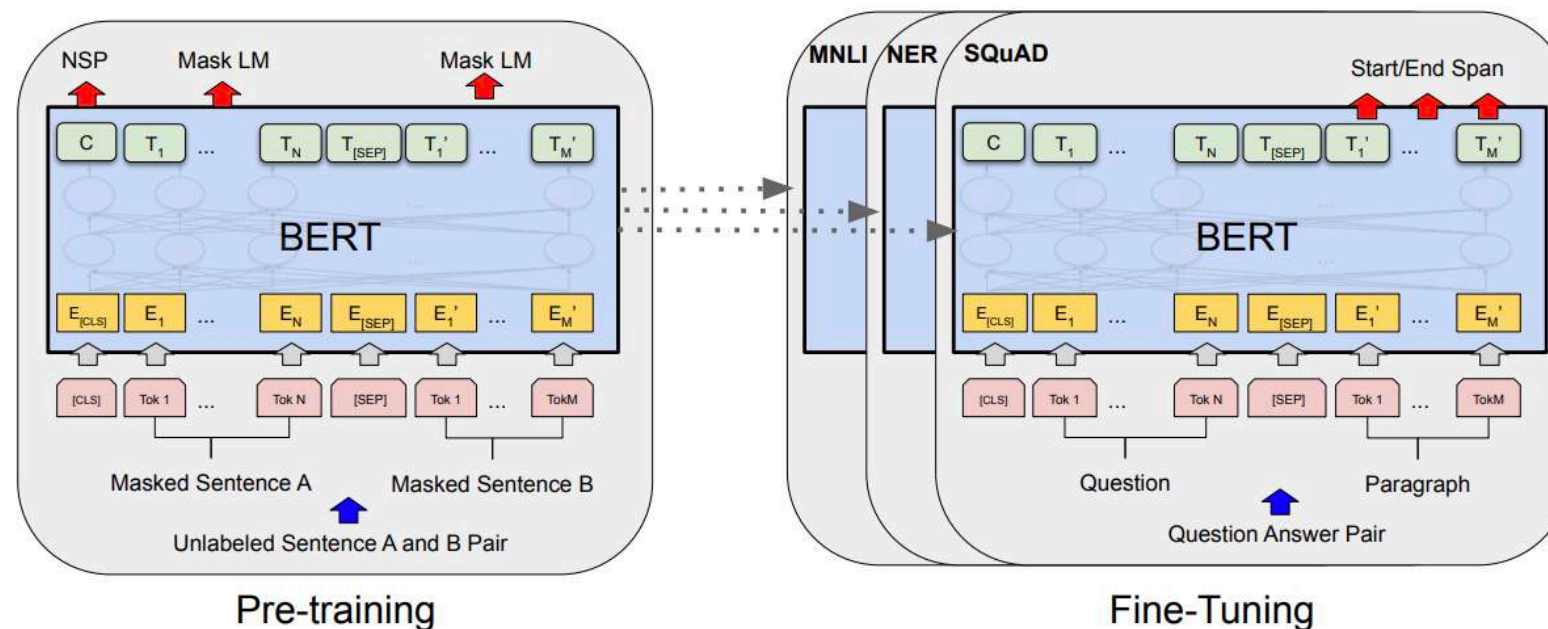 NSP Mask LM Mask LM
C T1 ... TN T[SEP] T1' ... TM'
BERT
E[CLS] E1 ... EN E[SEP] E1' ... EM'
[CLS] Tok 1 ... Tok N [SEP] Tok 1 ... TokM
Masked Sentence A Masked Sentence B
Unlabeled Sentence A and B Pair
Pre-training
MNLI NER SQuAD
Start/End Span
C T1 ... TN T[SEP] T1' ... TM'
BERT
E[CLS] E1 ... EN E[SEP] E1' ... EM'
[CLS] Tok 1 ... Tok N [SEP] Tok 1 ... TokM
Question Paragraph
Question Answer Pair
Fine-Tuning